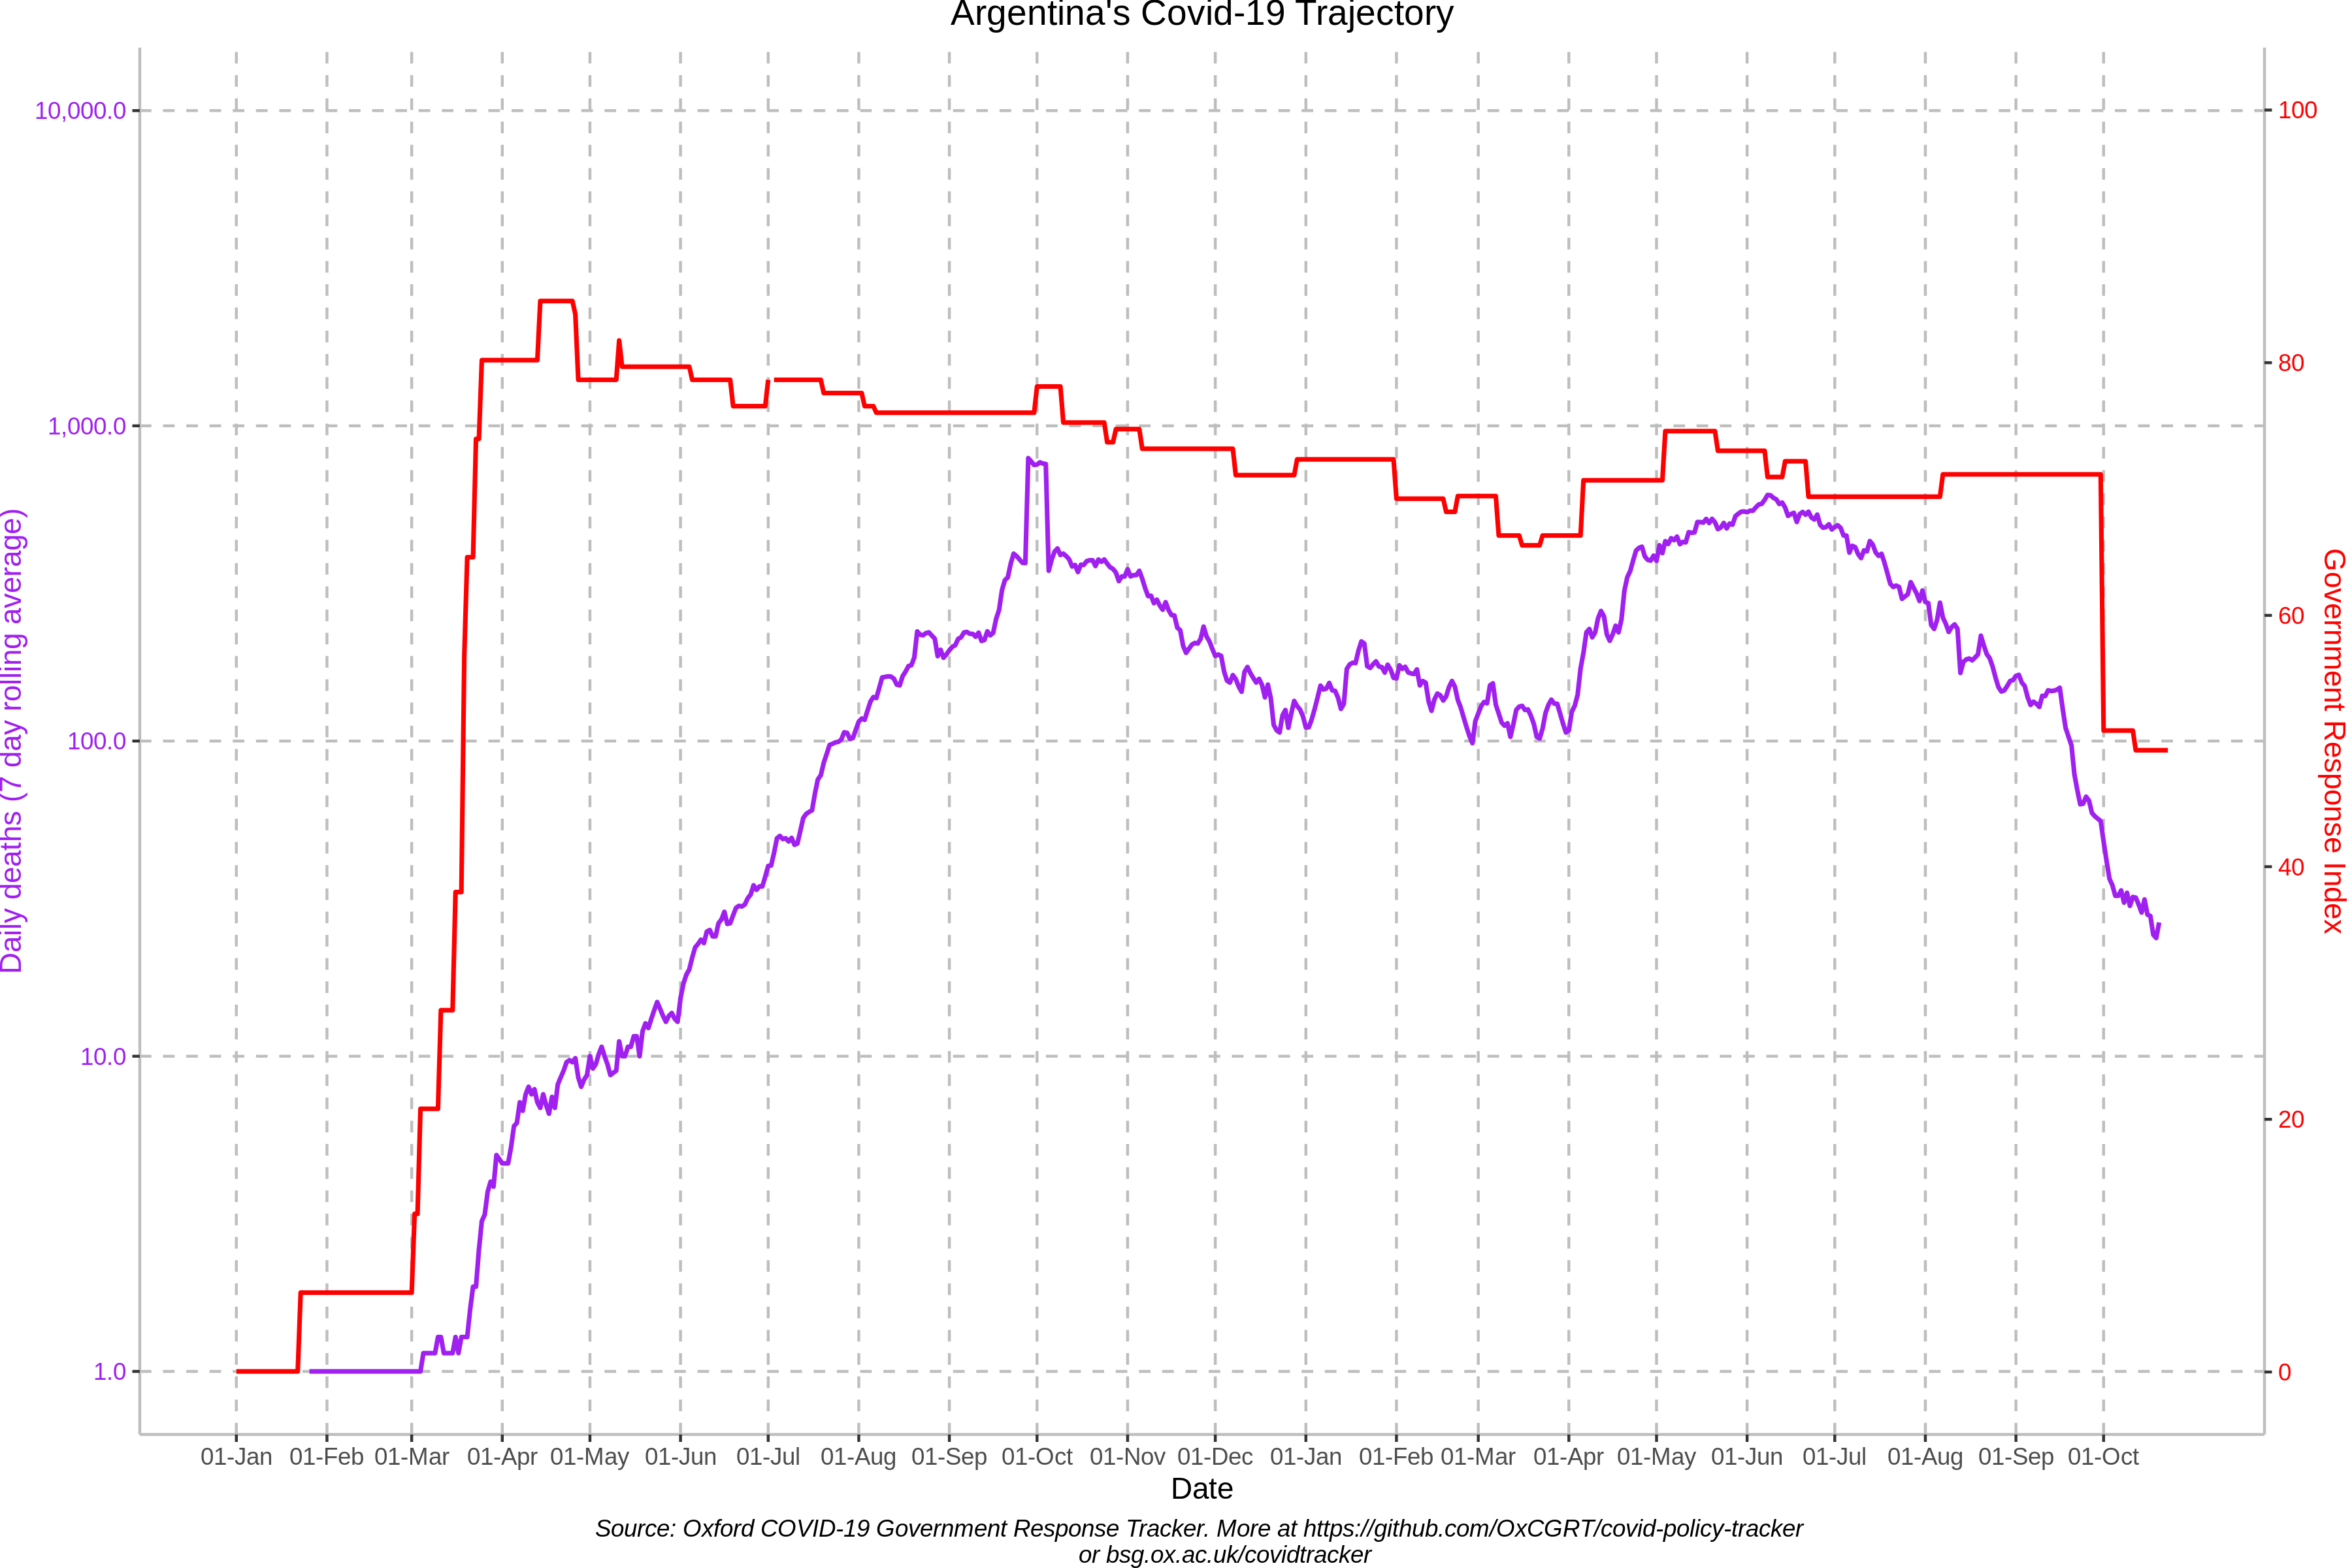 Argentina's Covid-19 Trajectory
10,000.0
1,000.0
100.0
10.0
1.0
Daily deaths (7 day rolling average)
100
80
60
40
20
0
Government Response Index
01-Jan 01-Feb 01-Mar 01-Apr 01-May 01-Jun 01-Jul 01-Aug 01-Sep 01-Oct 01-Nov 01-Dec 01-Jan 01-Feb 01-Mar 01-Apr 01-May 01-Jun 01-Jul 01-Aug 01-Sep 01-Oct
Date
Source: Oxford COVID-19 Government Response Tracker. More at https://github.com/OxCGRT/covid-policy-tracker
or bsg.ox.ac.uk/covidtracker